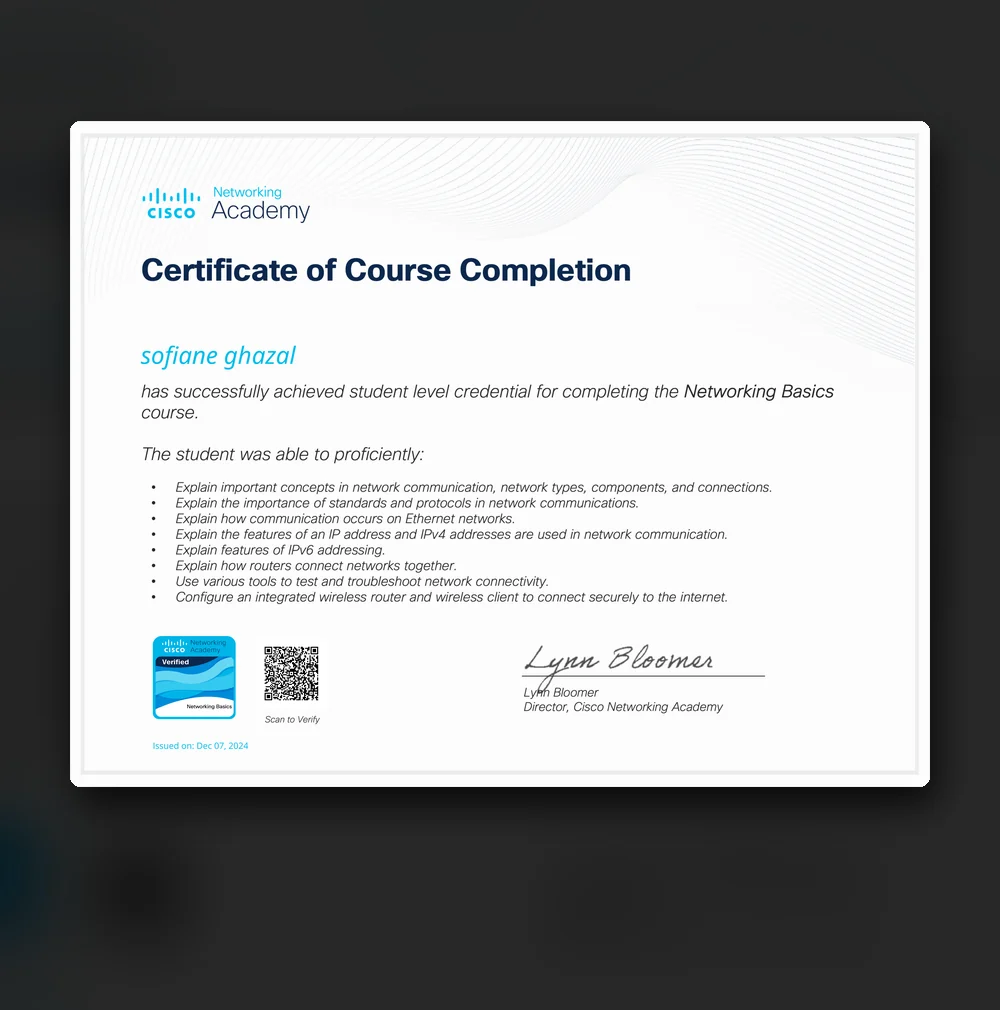 Networking
CISCO Academy
Certificate of Course Completion
sofiane ghazal
has successfully achieved student level credential for completing the Networking Basics
course.
The student was able to proficiently:
• Explain important concepts in network communication, network types, components, and connections.
• Explain the importance of standards and protocols in network communications.
• Explain how communication occurs on Ethernet networks.
• Explain the features of an IP address and IPv4 addresses are used in network communication.
• Explain features of IPv6 addressing.
• Explain how routers connect networks together.
• Use various tools to test and troubleshoot network connectivity.
• Configure an integrated wireless router and wireless client to connect securely to the internet.
Networking
CISCO Academy
Verified
Networking Basics
Scan to Verify
Issued on: Dec 07, 2024
Lynn Bloomer
Lynn Bloomer
Director, Cisco Networking Academy